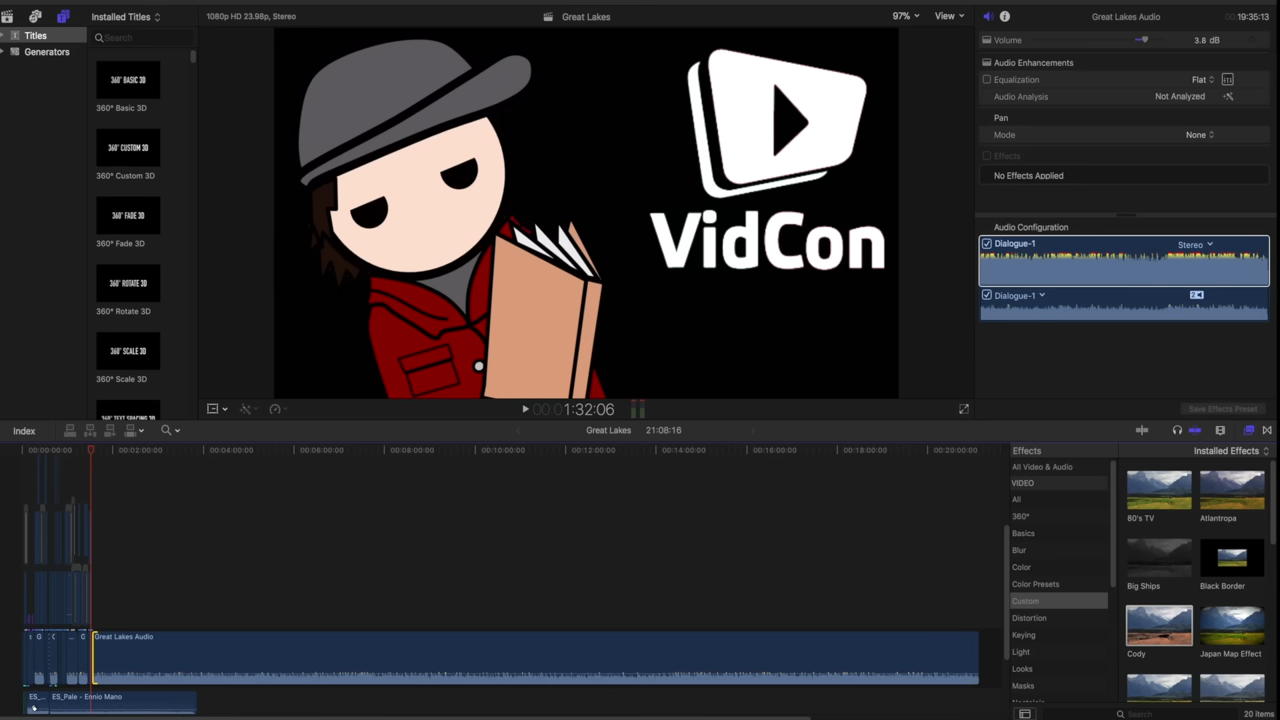 Installed Titles
1080p HD 23.98p, Stereo
Great Lakes
97%
View
Great Lakes Audio
19:35:13
Titles
Generators
Search
360° BASIC 3D
360° Basic 3D
360° CUSTOM 3D
360° Custom 3D
360° FADE 3D
360° Fade 3D
360° ROTATE 3D
360° Rotate 3D
360° SCALE 3D
360° Scale 3D
VidCon
Volume
3.8 dB
Audio Enhancements
Equalization
Flat
Audio Analysis
Not Analyzed
Pan
Mode
None
Effects
No Effects Applied
Audio Configuration
Dialogue-1
Stereo
Dialogue-1
Save Effects Preset
1:32:06
Index
Great Lakes
21:08:16
00:00:00:00
00:02:00:00
00:04:00:00
00:06:00:00
00:08:00:00
00:10:00:00
00:12:00:00
00:14:00:00
00:16:00:00
00:18:00:00
00:20:00:00
G
G
Great Lakes Audio
ES_...
ES_Pale - Ennio Mano
Effects
Installed Effects
All Video & Audio
VIDEO
All
360°
Basics
Blur
Color
Color Presets
Custom
Distortion
Keying
Light
Looks
Masks
80's TV
Atlantropa
Big Ships
Black Border
Cody
Japan Map Effect
Search
20 items